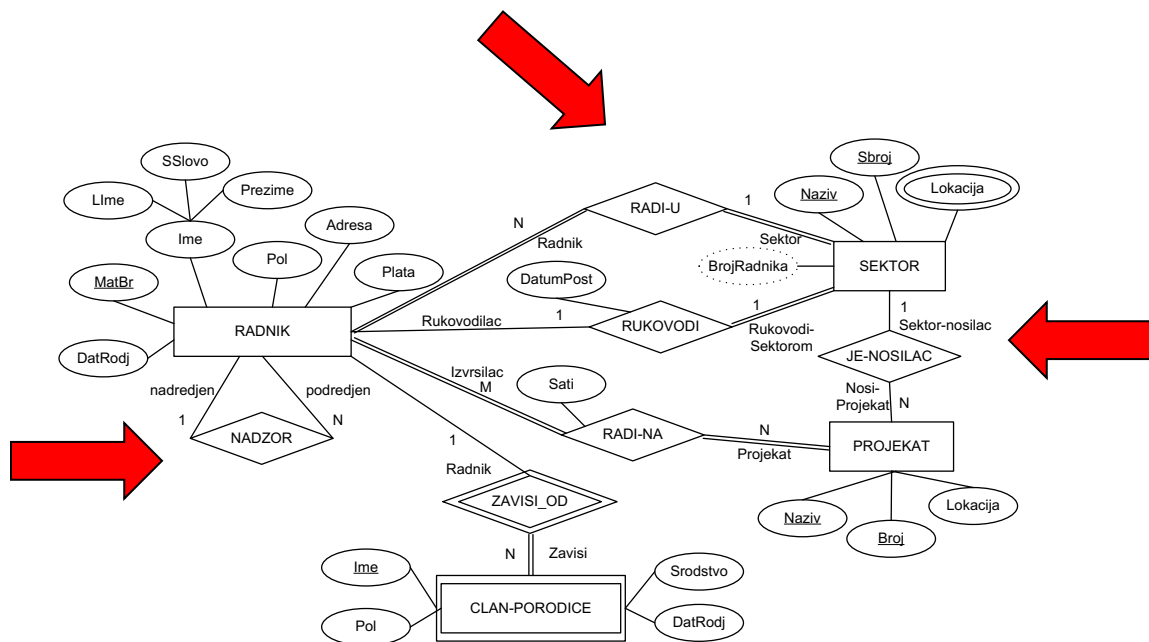 SSlovo
LIme
Prezime
Ime
Adresa
Pol
Plata
MatBr
DatRodj
RADNIK
nadredjen
podredjen
1
N
NADZOR
N
Radnik
RADI-U
1
Sektor
Sbroj
Naziv
Lokacija
BrojRadnika
SEKTOR
DatumPost
Rukovodilac
1
RUKOVODI
1
Rukovodi-
Sektorom
1
Sektor-nosilac
JE-NOSILAC
Nosi-
Projekat
N
Izvrsilac
M
Sati
RADI-NA
N
Projekat
PROJEKAT
Naziv
Broj
Lokacija
1
Radnik
ZAVISI_OD
N
Zavisi
Ime
Pol
CLAN-PORODICE
Srodstvo
DatRodj